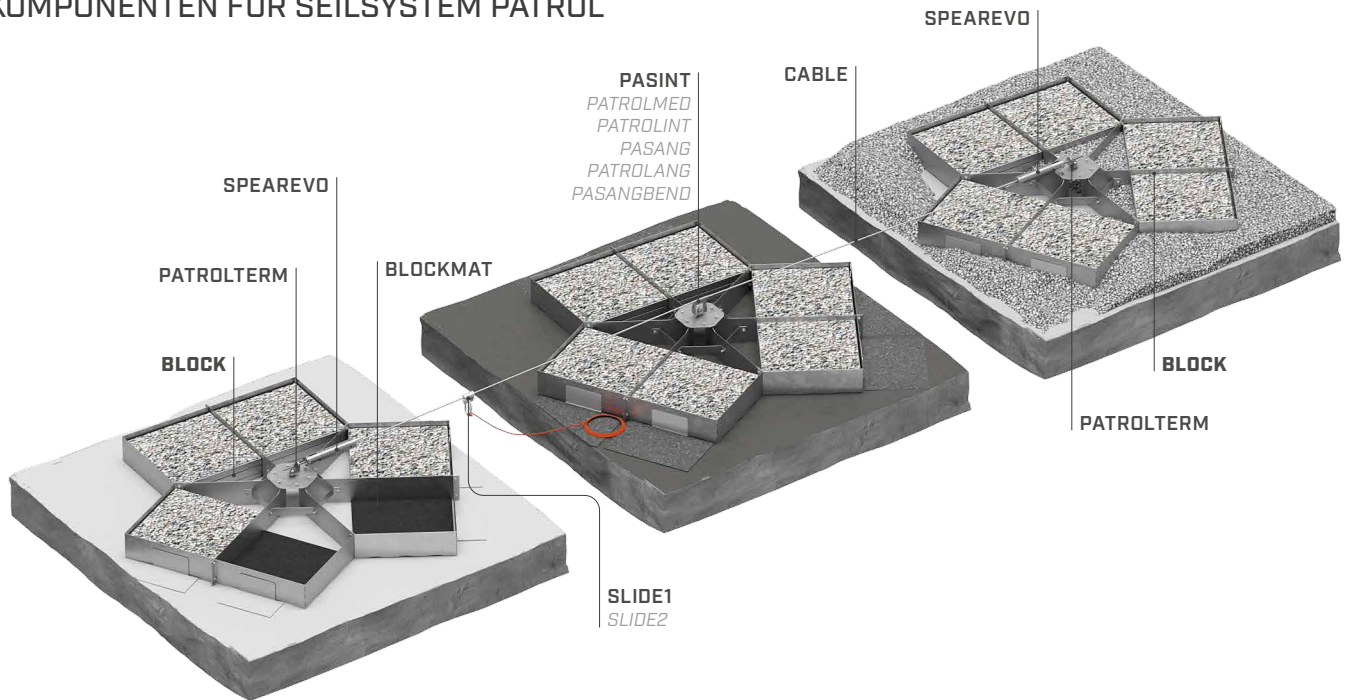 KOMPONENTEN FÜR SEILSYSTEM PATROL
SPEAREVO
PASINT
PATROLMED
PATROLINT
PASANG
PATROLANG
PASANGBEND
CABLE
SPEAREVO
PATROLTERM
BLOCKMAT
BLOCK
BLOCK
PATROLTERM
SLIDE1
SLIDE2